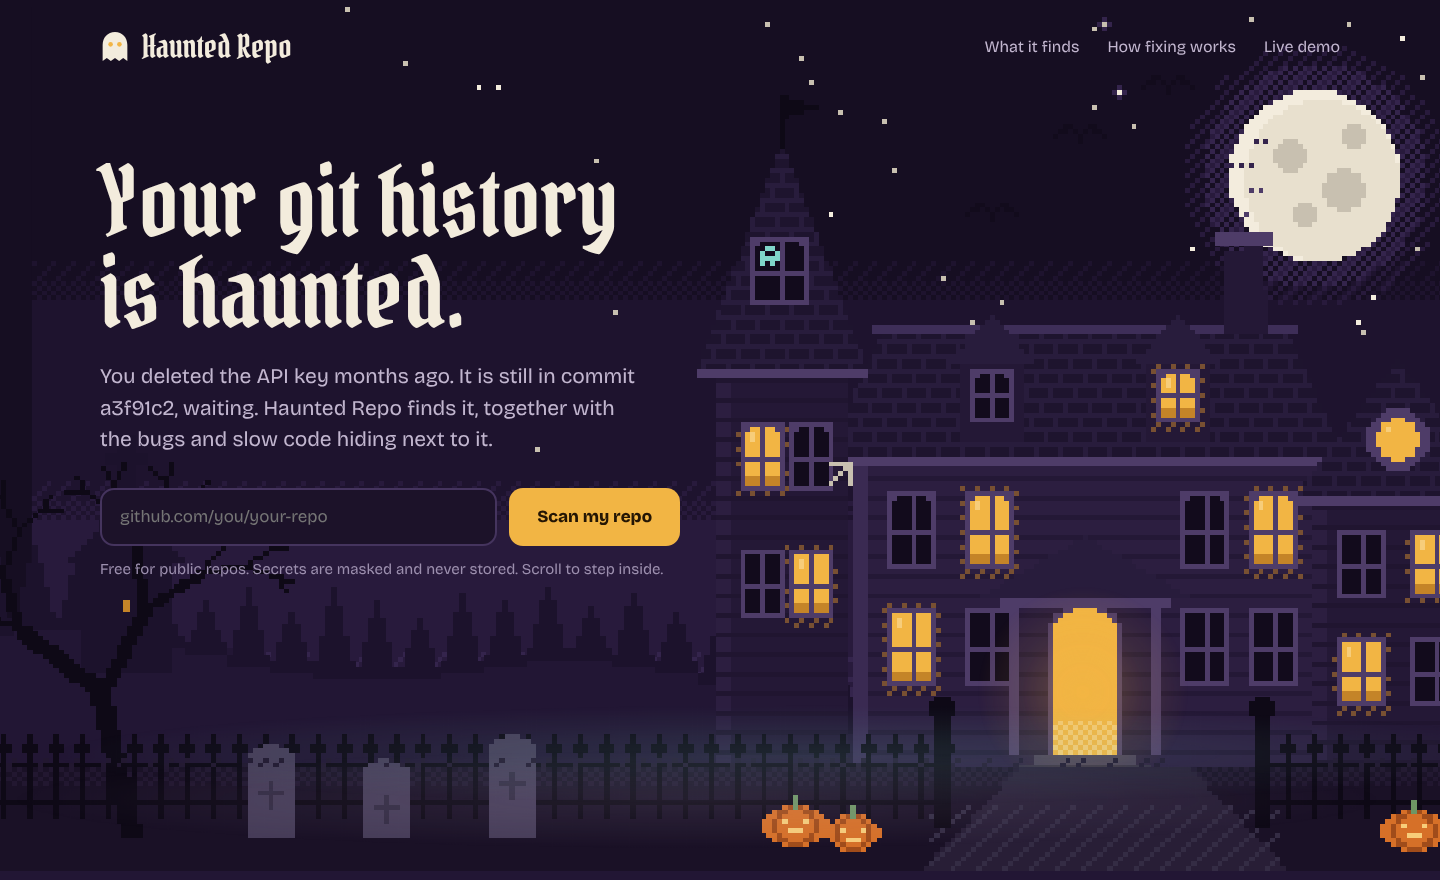 Haunted Repo
What it finds
How fixing works
Live demo
Your git history
is haunted.
You deleted the API key months ago. It is still in commit
a3f91c2, waiting. Haunted Repo finds it, together with
the bugs and slow code hiding next to it.
github.com/you/your-repo
Scan my repo
Free for public repos. Secrets are masked and never stored. Scroll to step inside.